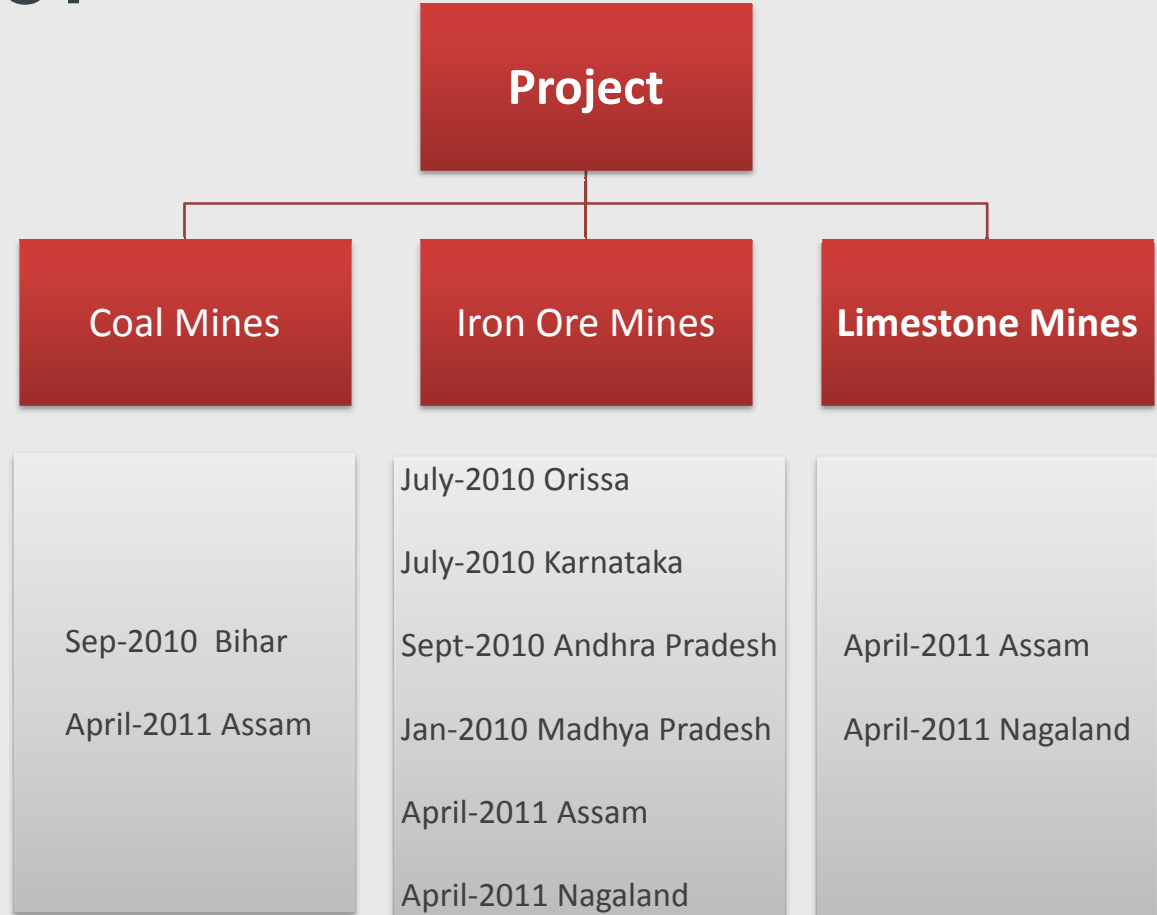 Project
Coal Mines
Iron Ore Mines
Limestone Mines
Sep-2010  Bihar
April-2011 Assam
July-2010 Orissa
July-2010 Karnataka
Sept-2010 Andhra Pradesh
Jan-2010 Madhya Pradesh
April-2011 Assam
April-2011 Nagaland
April-2011 Assam
April-2011 Nagaland